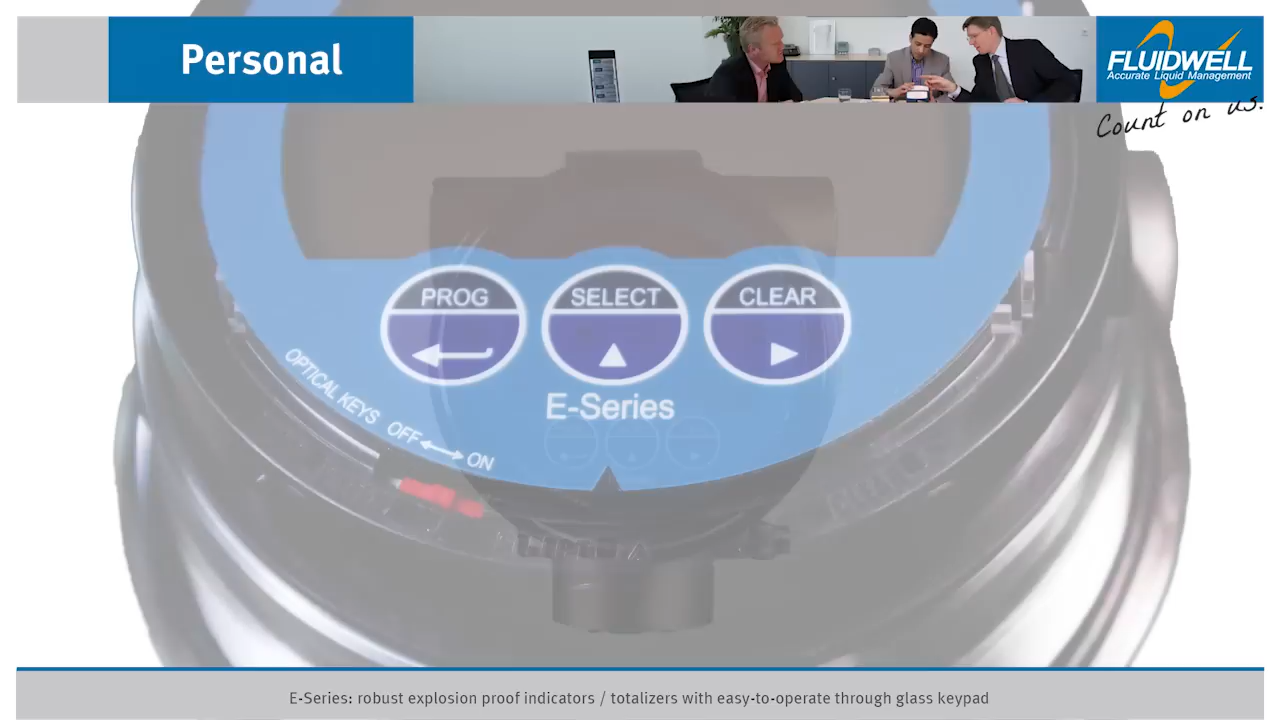 Personal
FLUIDWELL
Accurate Liquid Management
Count on us.
PROG
SELECT
CLEAR
E-Series
OPTICAL KEYS OFF ON
E-Series: robust explosion proof indicators / totalizers with easy-to-operate through glass keypad